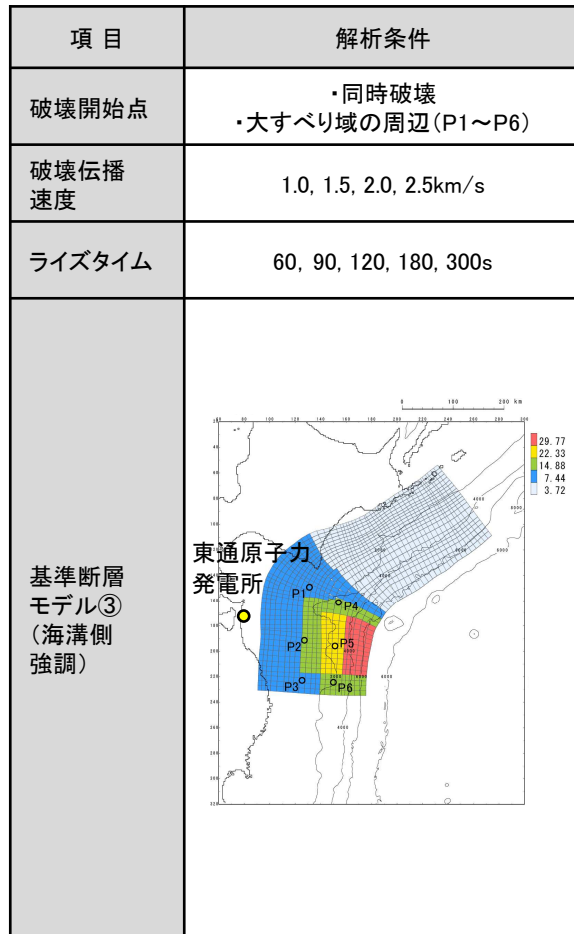 項 目
解析条件
破壊開始点
・同時破壊
・大すべり域の周辺(P1～P6)
破壊伝播
速度
1.0, 1.5, 2.0, 2.5km/s
ライズタイム
60, 90, 120, 180, 300s
基準断層
モデル③
(海溝側
強調)
0 100 200 km
29.77
22.33
14.88
7.44
3.72
東通原子力
発電所
P1
P4
P2
P5
P3
P6